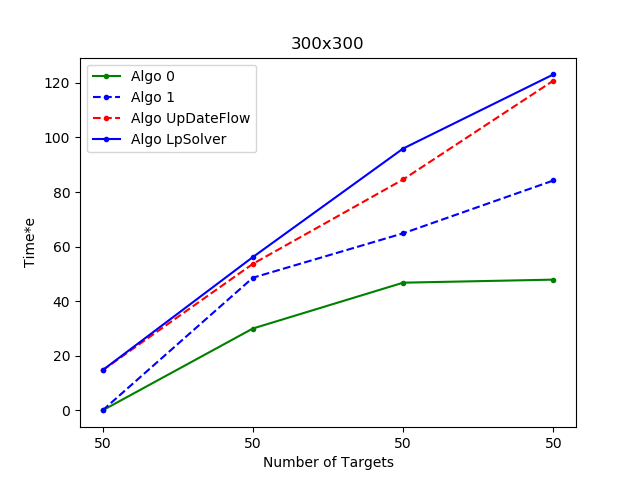 300x300
Algo 0
Algo 1
Algo UpDateFlow
Algo LpSolver
120
100
80
60
40
20
0
Time*e
50 50 50 50
Number of Targets